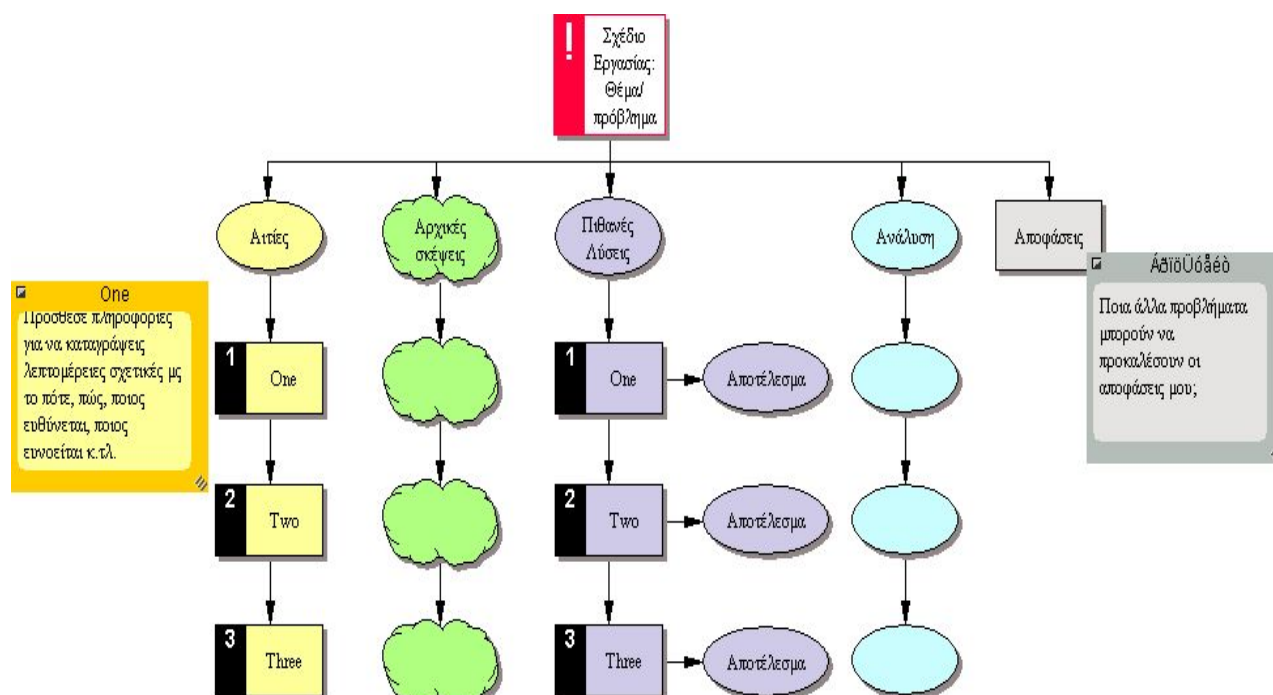 !
Σχέδιο
Εργασίας:
Θέμα/
πρόβλημα
Αιτίες
Αρχικές
σκέψεις
Πιθανές
Λύσεις
Ανάλυση
Αποφάσεις
One
Πρόσθεσε πληροφορίες
για να καταγράψεις
λεπτομέρειες σχετικές μς
το πότε, πώς, ποιος
ευθύνεται, ποιος
ευνοείται κ.τλ.
ÁðïöÜóåéò
Ποια άλλα προβλήματα
μπορούν να
προκαλέσουν οι
αποφάσεις μου;
1
One
1
One
Αποτέλεσμα
2
Two
2
Two
Αποτέλεσμα
3
Three
3
Three
Αποτέλεσμα